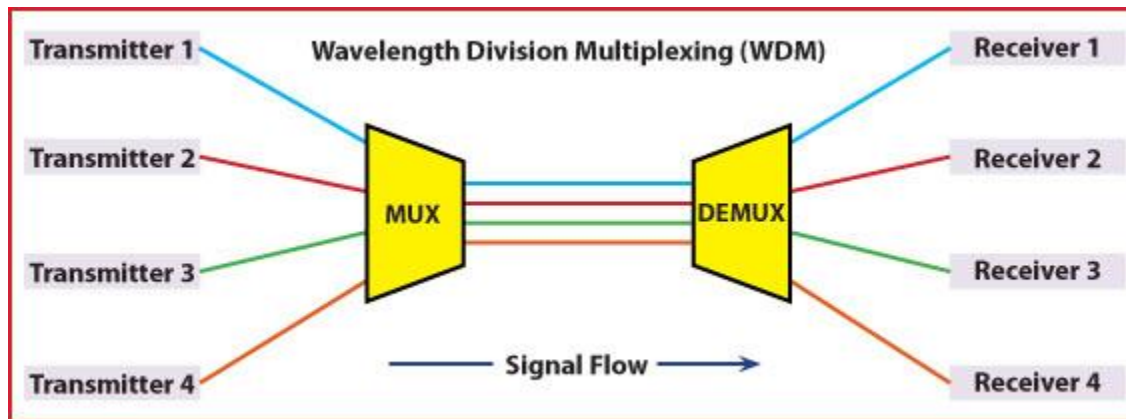 Transmitter 1
Wavelength Division Multiplexing (WDM)
Receiver 1
Transmitter 2
Receiver 2
MUX
DEMUX
Transmitter 3
Receiver 3
Signal Flow
Transmitter 4
Receiver 4